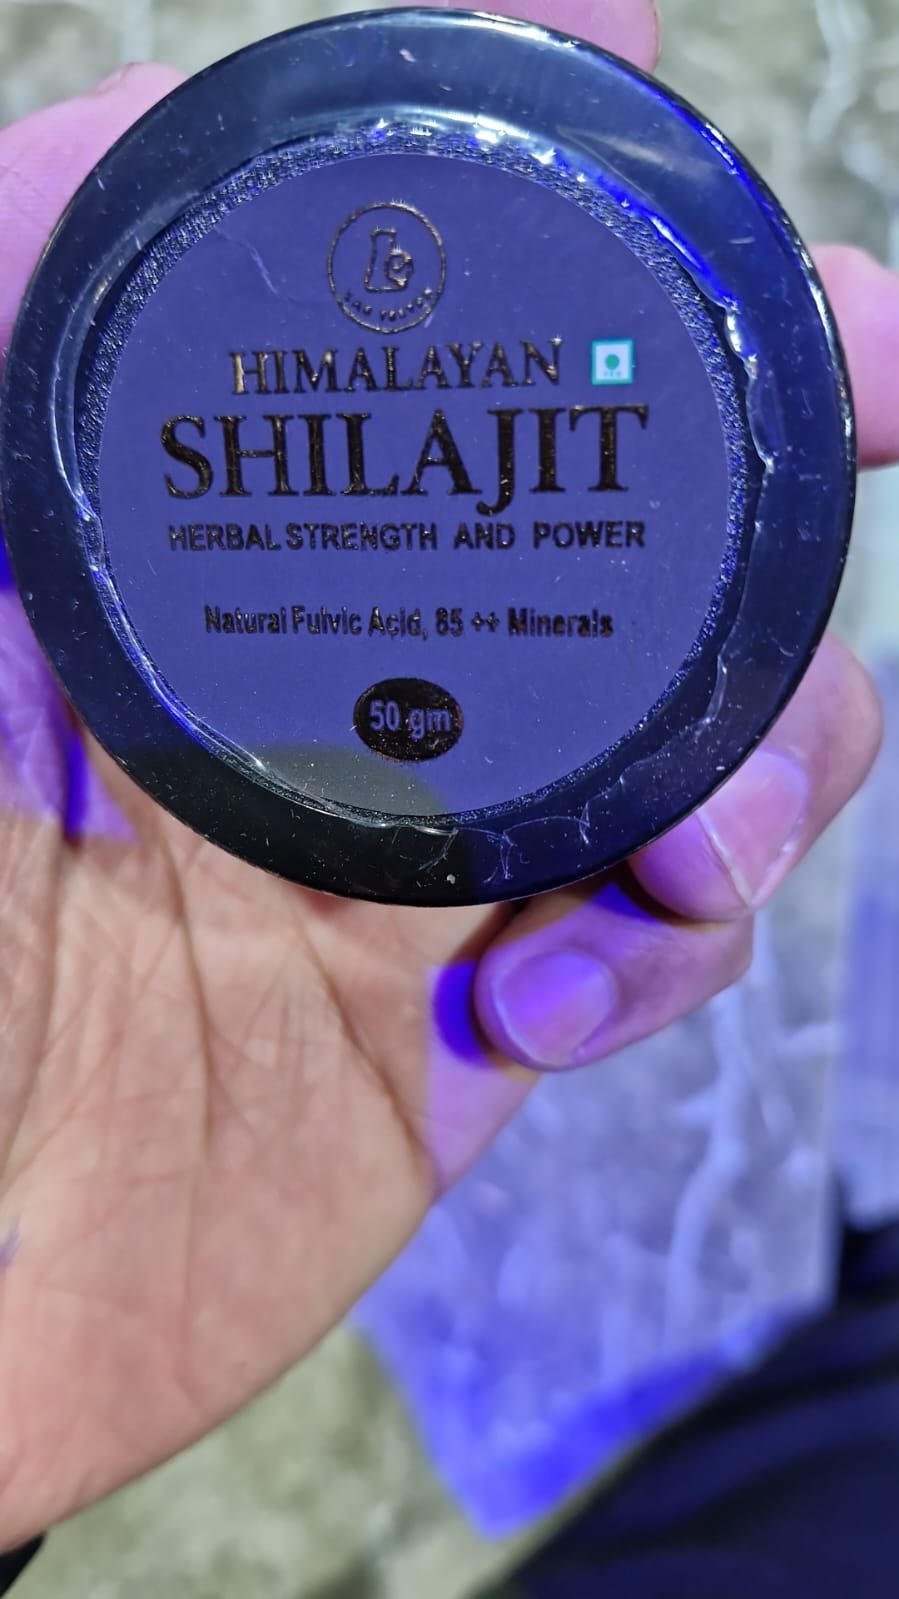 HIMALAYAN
SHILAJIT
HERBAL STRENGTH AND POWER
Natural Fulvic Acid, 85 ++ Minerals
50 gm